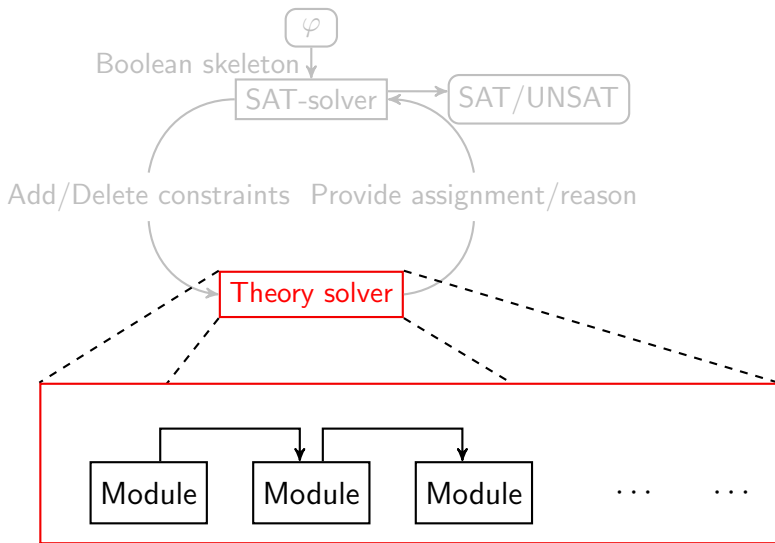 φ
Boolean skeleton
SAT-solver
SAT/UNSAT
Add/Delete constraints
Provide assignment/reason
Theory solver
Module
Module
Module
...
...